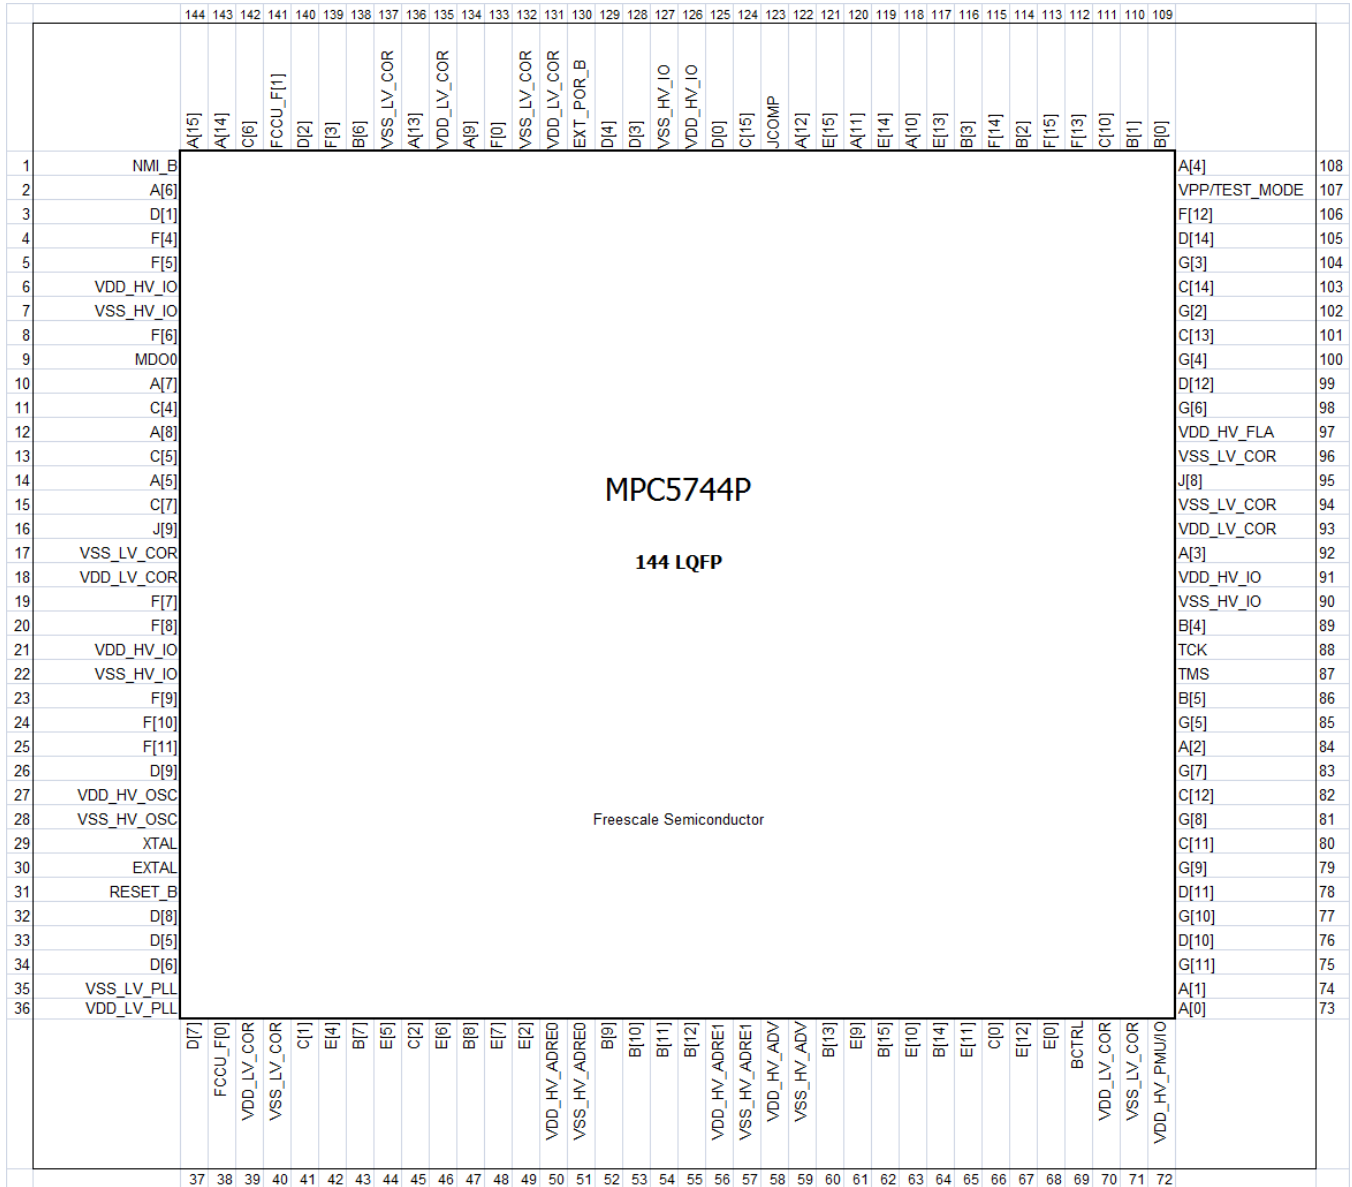 144 143 142 141 140 139 138 137 136 135 134 133 132 131 130 129 128 127 126 125 124 123 122 121 120 119 118 117 116 115 114 113 112 111 110 109
A[15] A[14] C[6] FCCU_F[1] D[2] F[3] B[6] VSS_LV_COR A[13] VDD_LV_COR A[9] F[0] VSS_LV_COR VDD_LV_COR EXT_POR_B D[4] D[3] VSS_HV_IO VDD_HV_IO D[0] C[15] JCOMP A[12] E[15] A[11] E[14] A[10] E[13] B[3] F[14] B[2] F[15] F[13] C[10] B[1] B[0]
1 NMI_B A[4] 108
2 A[6] VPP/TEST_MODE 107
3 D[1] F[12] 106
4 F[4] D[14] 105
5 F[5] G[3] 104
6 VDD_HV_IO C[14] 103
7 VSS_HV_IO G[2] 102
8 F[6] C[13] 101
9 MDO0 G[4] 100
10 A[7] D[12] 99
11 C[4] G[6] 98
12 A[8] VDD_HV_FLA 97
13 C[5] VSS_LV_COR 96
14 A[5] J[8] 95
15 C[7] VSS_LV_COR 94
16 J[9] VDD_LV_COR 93
17 VSS_LV_COR A[3] 92
18 VDD_LV_COR VDD_HV_IO 91
19 F[7] VSS_HV_IO 90
20 F[8] B[4] 89
21 VDD_HV_IO TCK 88
22 VSS_HV_IO TMS 87
23 F[9] B[5] 86
24 F[10] G[5] 85
25 F[11] A[2] 84
26 D[9] G[7] 83
27 VDD_HV_OSC C[12] 82
28 VSS_HV_OSC G[8] 81
29 XTAL C[11] 80
30 EXTAL G[9] 79
31 RESET_B D[11] 78
32 D[8] G[10] 77
33 D[5] D[10] 76
34 D[6] G[11] 75
35 VSS_LV_PLL A[1] 74
36 VDD_LV_PLL A[0] 73
MPC5744P
144 LQFP
Freescale Semiconductor
D[7] FCCU_F[0] VDD_LV_COR VSS_LV_COR C[1] E[4] B[7] E[5] C[2] E[6] B[8] E[7] E[2] VDD_HV_ADRE0 VSS_HV_ADRE0 B[9] B[10] B[11] B[12] VDD_HV_ADRE1 VSS_HV_ADRE1 VDD_HV_ADV VSS_HV_ADV B[13] E[9] B[15] E[10] B[14] E[11] C[0] E[12] E[0] BCTRL VDD_LV_COR VSS_LV_COR VDD_HV_PMU/IO
37 38 39 40 41 42 43 44 45 46 47 48 49 50 51 52 53 54 55 56 57 58 59 60 61 62 63 64 65 66 67 68 69 70 71 72